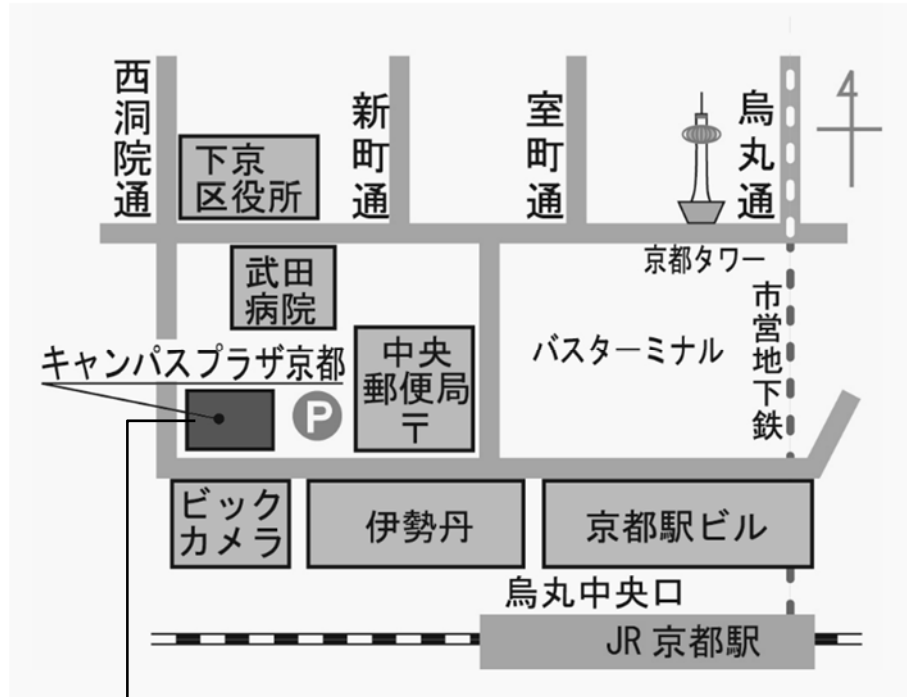 西洞院通
新町通
室町通
烏丸通
下京
区役所
京都タワー
武田
病院
市営地下鉄
キャンパスプラザ京都
P
中央
郵便局
〒
バスターミナル
ビック
カメラ
伊勢丹
京都駅ビル
烏丸中央口
JR 京都駅